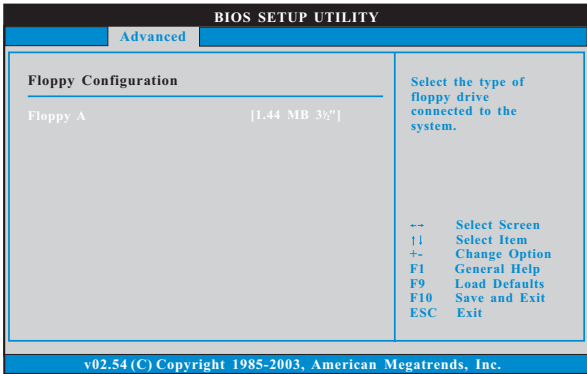 BIOS SETUP UTILITY
Advanced
Floppy Configuration
Floppy A [1.44 MB 3½"]
Select the type of
floppy drive
connected to the
system.
←→ Select Screen
↑↓ Select Item
+- Change Option
F1 General Help
F9 Load Defaults
F10 Save and Exit
ESC Exit
v02.54 (C) Copyright 1985-2003, American Megatrends, Inc.